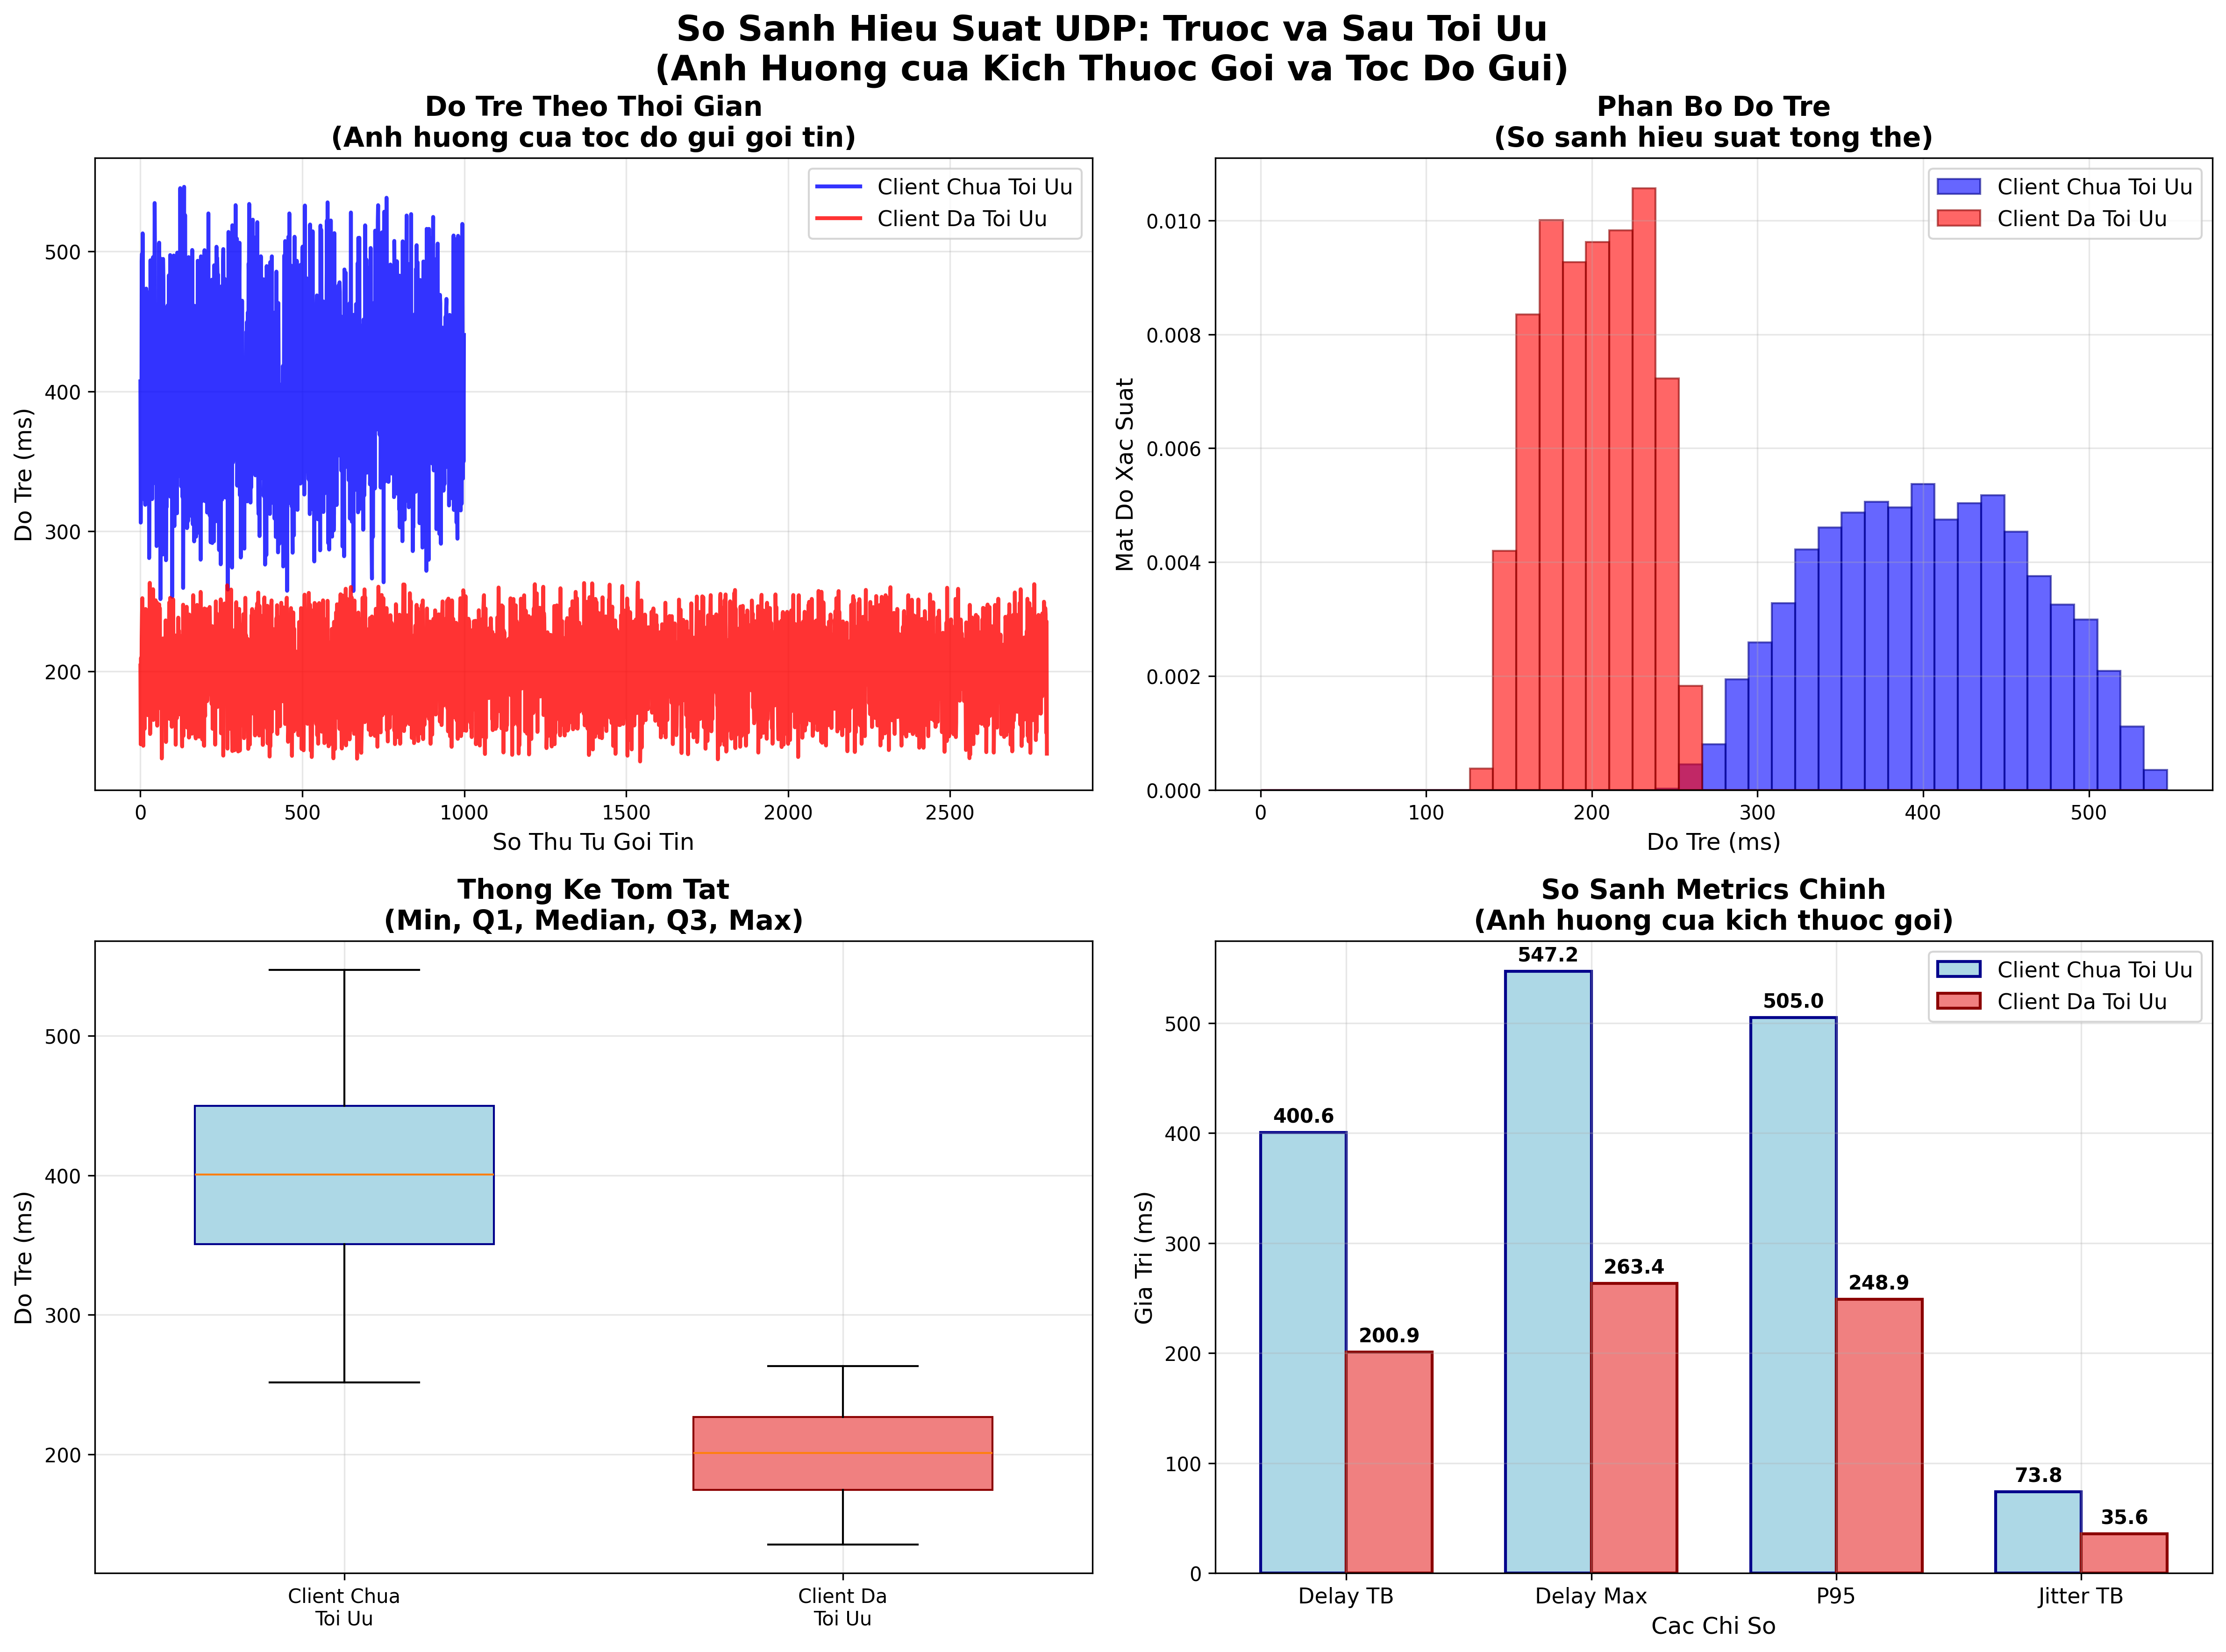 So Sanh Hieu Suat UDP: Truoc va Sau Toi Uu
(Anh Huong cua Kich Thuoc Goi va Toc Do Gui)
Do Tre Theo Thoi Gian
(Anh huong cua toc do gui goi tin)
Client Chua Toi Uu
Client Da Toi Uu
Do Tre (ms)
500
400
300
200
0
500
1000
1500
2000
2500
So Thu Tu Goi Tin
Phan Bo Do Tre
(So sanh hieu suat tong the)
Client Chua Toi Uu
Client Da Toi Uu
Mat Do Xac Suat
0.010
0.008
0.006
0.004
0.002
0.000
0
100
200
300
400
500
Do Tre (ms)
Thong Ke Tom Tat
(Min, Q1, Median, Q3, Max)
Do Tre (ms)
500
400
300
200
Client Chua
Toi Uu
Client Da
Toi Uu
So Sanh Metrics Chinh
(Anh huong cua kich thuoc goi)
Client Chua Toi Uu
Client Da Toi Uu
Gia Tri (ms)
500
400
300
200
100
0
400.6
200.9
547.2
263.4
505.0
248.9
73.8
35.6
Delay TB
Delay Max
P95
Jitter TB
Cac Chi So